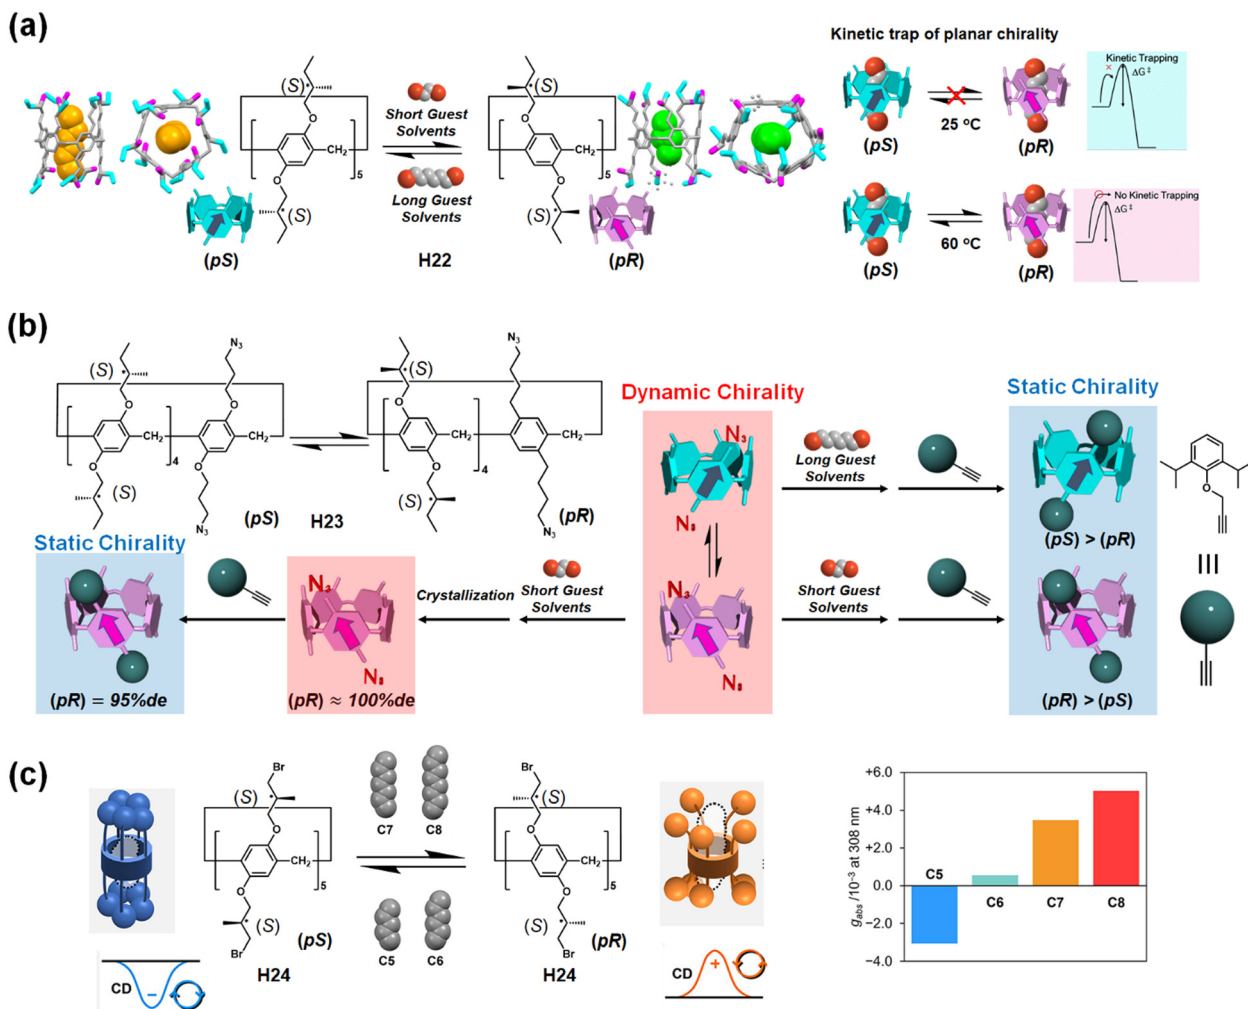 (a)
Kinetic trap of planar chirality
(S)
O
CH2
5
O
(S)
(pS)
Short Guest
Solvents
Long Guest
Solvents
H22
(S)
O
CH2
5
O
(S)
(pR)
25 °C
(pS)
(pR)
Kinetic Trapping
ΔG‡
60 °C
(pS)
(pR)
No Kinetic Trapping
ΔG‡
(b)
N3
(S)
O
O
CH2
CH2
4
O
O
(S)
N3
(pS)
H23
N3
(S)
O
CH2
CH2
4
O
(S)
N3
(pR)
Dynamic Chirality
Static Chirality
N3
N3
Long Guest
Solvents
(pS) > (pR)
O
Static Chirality
(pR) = 95%de
N3
N3
(pR) ≈ 100%de
Crystallization
Short Guest
Solvents
N3
N3
Short Guest
Solvents
(pR) > (pS)
(c)
Br
(S)
O
CH2
5
O
(S)
Br
(pS)
H24
CD
−
C7
C8
C5
C6
Br
(S)
O
CH2
5
O
(S)
Br
(pR)
H24
CD
+
gabs /10−3 at 308 nm
+6.0
+4.0
+2.0
0.0
−2.0
−4.0
C5
C6
C7
C8